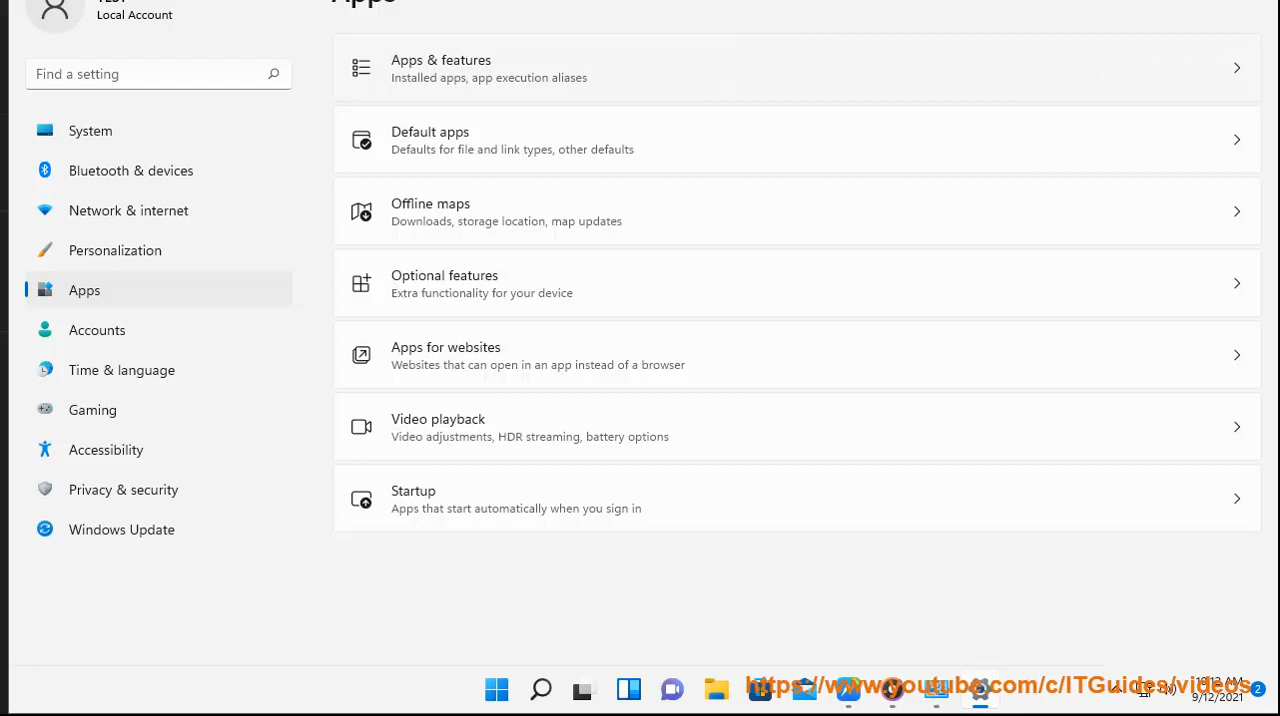 Local Account
Apps
Find a setting
System
Bluetooth & devices
Network & internet
Personalization
Apps
Accounts
Time & language
Gaming
Accessibility
Privacy & security
Windows Update
Apps & features
Installed apps, app execution aliases
Default apps
Defaults for file and link types, other defaults
Offline maps
Downloads, storage location, map updates
Optional features
Extra functionality for your device
Apps for websites
Websites that can open in an app instead of a browser
Video playback
Video adjustments, HDR streaming, battery options
Startup
Apps that start automatically when you sign in
https://www.youtube.com/c/ITGuides/videos
9/12/2021
2